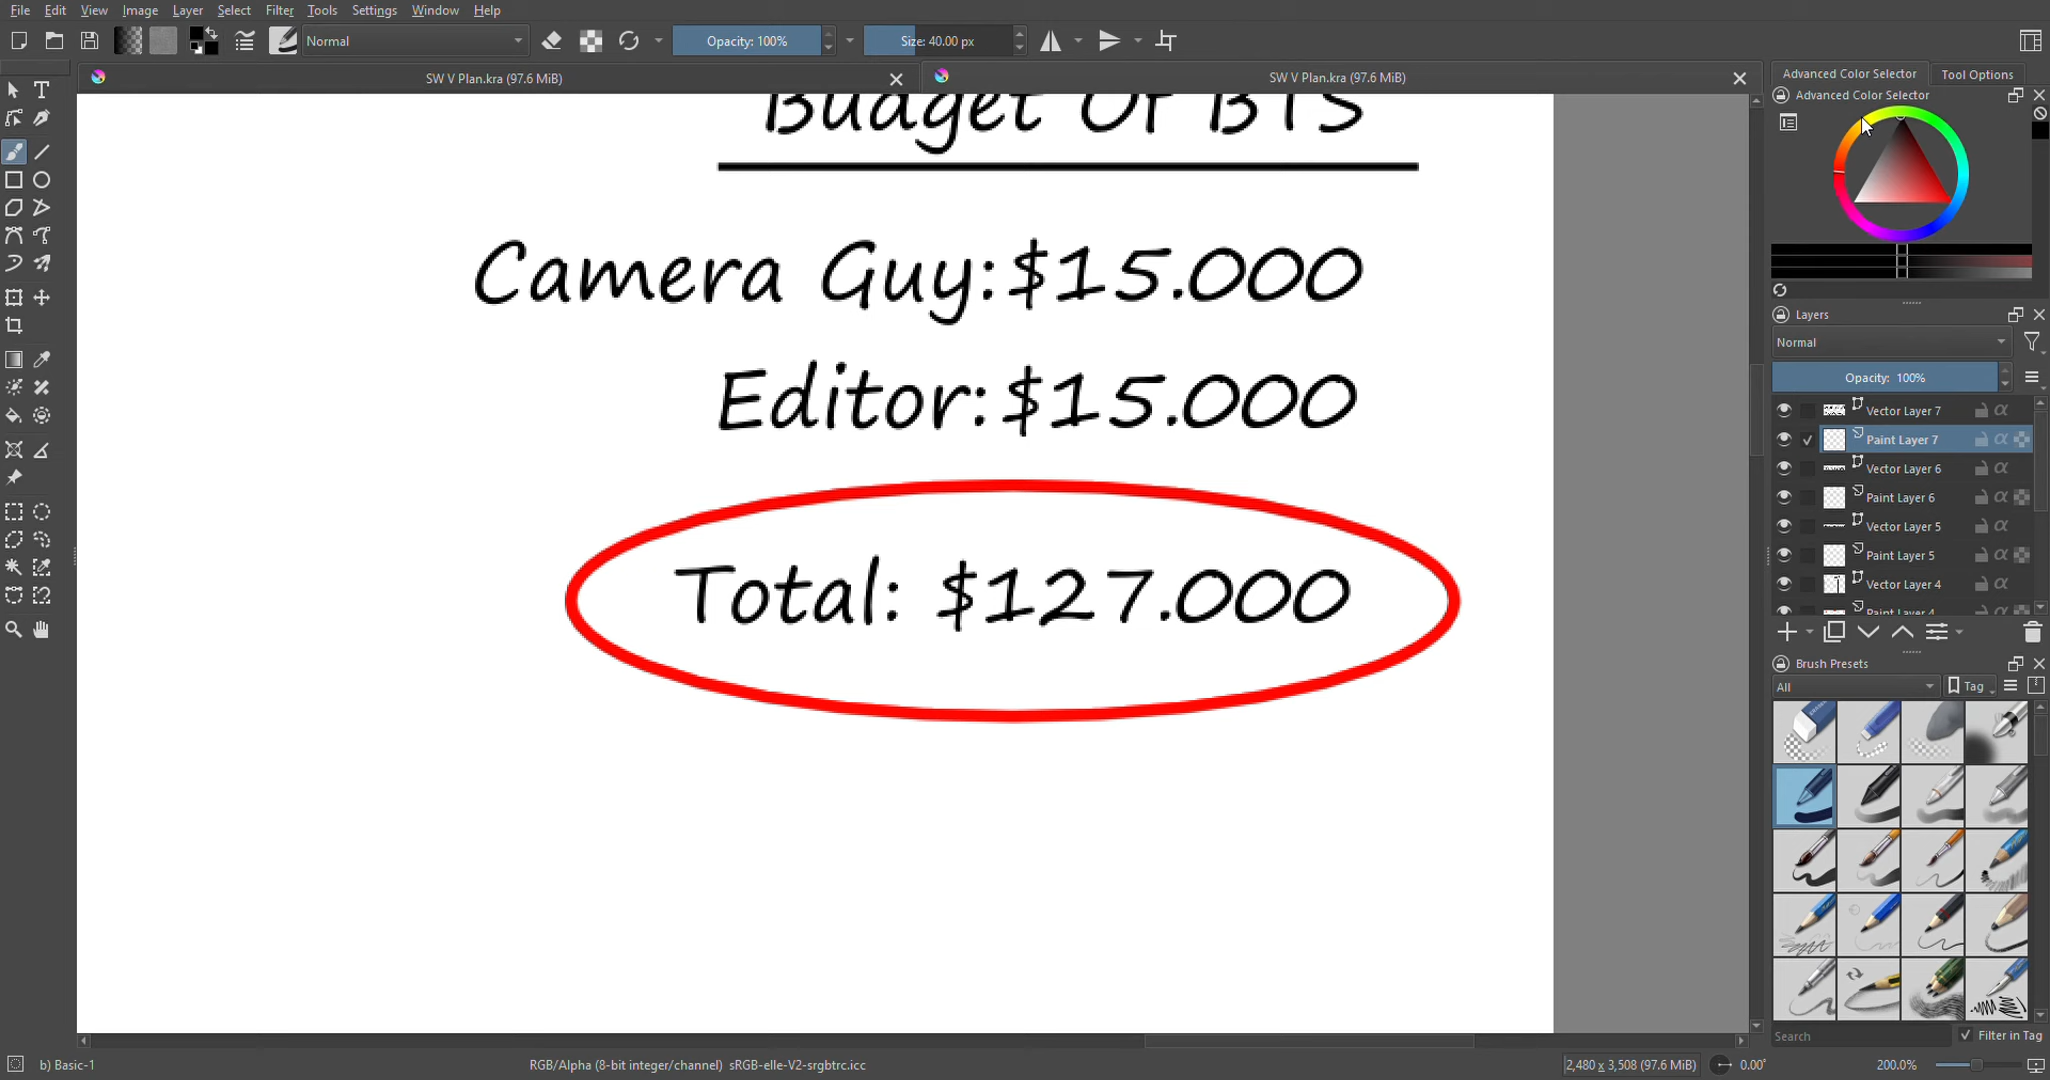 File Edit View Image Layer Select Filter Tools Settings Window Help
Normal Opacity: 100% Size: 40.00 px
SW V Plan.kra (97.6 MiB) SW V Plan.kra (97.6 MiB)
Budget Of BTS
Camera Guy:$15.000
Editor:$15.000
Total: $127.000
Advanced Color Selector Tool Options
Advanced Color Selector
Layers
Normal
Opacity: 100%
Vector Layer 7
Paint Layer 7
Vector Layer 6
Paint Layer 6
Vector Layer 5
Paint Layer 5
Vector Layer 4
Paint Layer 4
Brush Presets
All Tag
Search Filter in Tag
b) Basic-1 RGB/Alpha (8-bit integer/channel) sRGB-elle-V2-srgbtrc.icc 2,480 x 3,508 (97.6 MiB) 0.00° 200.0%